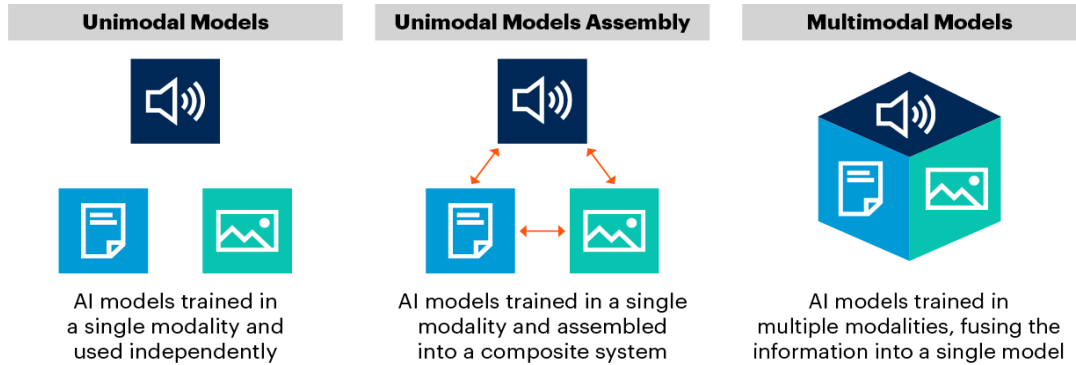 Unimodal Models
Unimodal Models Assembly
Multimodal Models
AI models trained in
a single modality and
used independently
AI models trained in a single
modality and assembled
into a composite system
AI models trained in
multiple modalities, fusing the
information into a single model